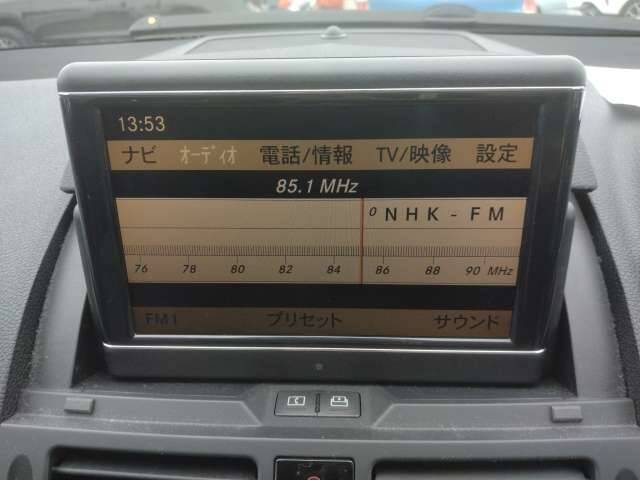 13:53
ナビ オーディオ 電話/情報 TV/映像 設定
85.1 MHz
0 NHK - FM
76 78 80 82 84 86 88 90 MHz
FM1 プリセット サウンド